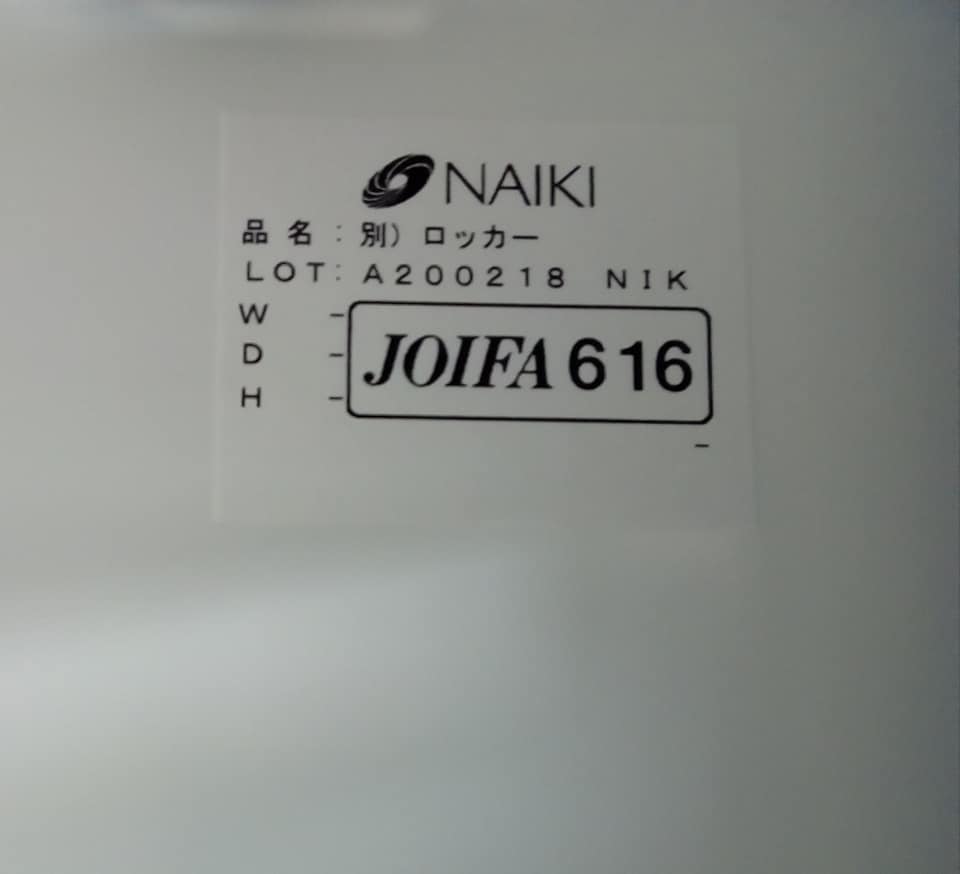 NAIKI
品名:別)ロッカー
LOT:A200218 NIK
W -
D -
H -
JOIFA 616
-